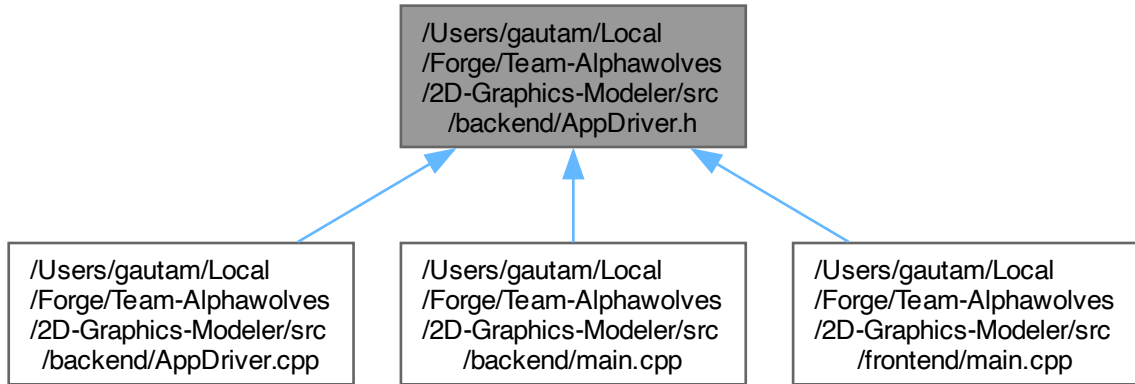 /Users/gautam/Local
/Forge/Team-Alphawolves
/2D-Graphics-Modeler/src
/backend/AppDriver.h
/Users/gautam/Local
/Forge/Team-Alphawolves
/2D-Graphics-Modeler/src
/backend/AppDriver.cpp
/Users/gautam/Local
/Forge/Team-Alphawolves
/2D-Graphics-Modeler/src
/backend/main.cpp
/Users/gautam/Local
/Forge/Team-Alphawolves
/2D-Graphics-Modeler/src
/frontend/main.cpp